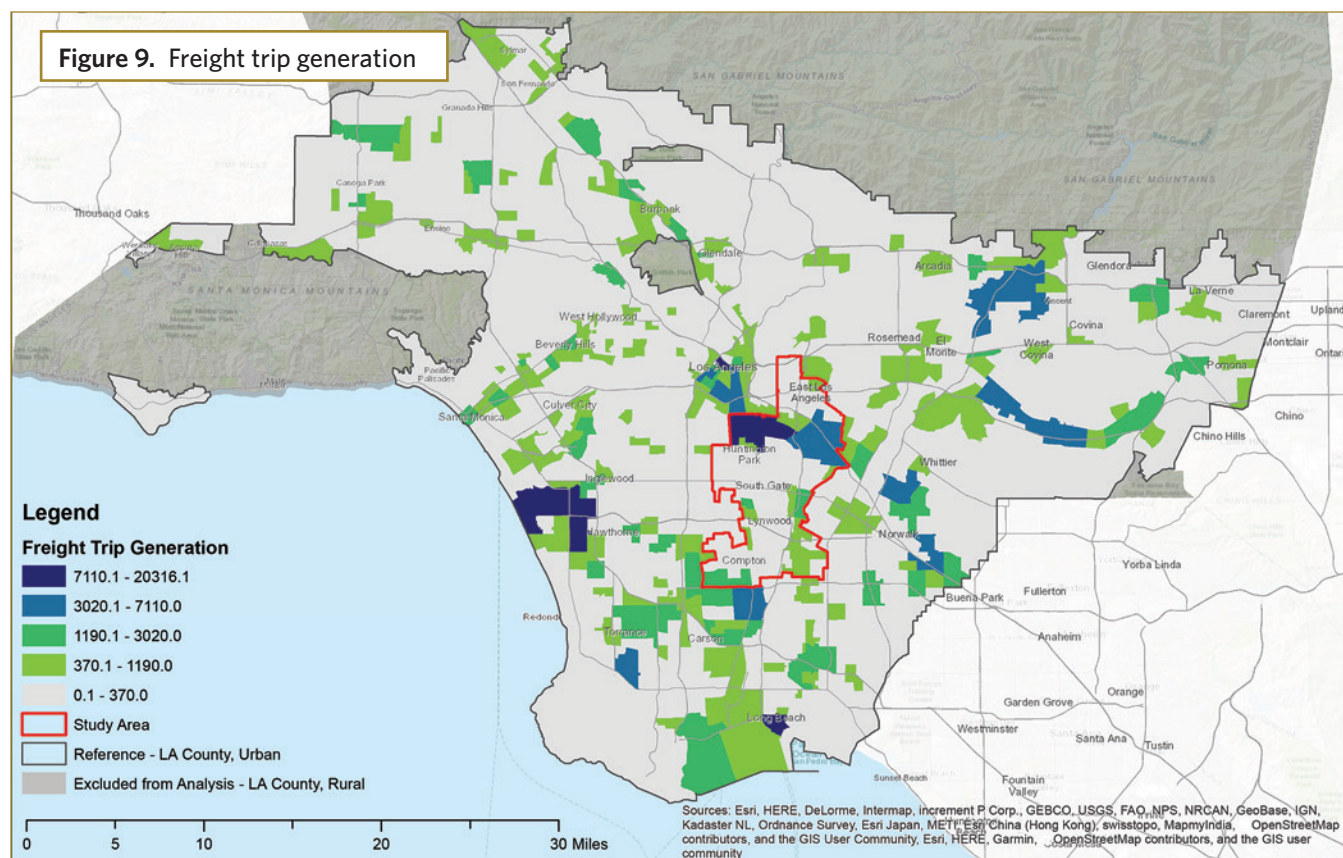 Figure 9. Freight trip generation
Sylmar
San Fernando
SAN GABRIEL MOUNTAINS
Granada Hills
Canoga Park
SAN GABRIEL MOUNTAINS
Thousand Oaks
Burbank
Encino
Calabasas
Glendale
Arcadia
Glendora
La Verne
SANTA MONICA MOUNTAINS
Claremont
Upland
West Hollywood
Covina
Rosemead
El
Monte
West
Covina
Montclair
Beverly Hills
Los Angeles
Pomona
Pacific
Palisades
East Los
Angeles
Culver City
Santa Monica
Chino
Chino Hills
Huntington
Park
Whittier
Inglewood
South Gate
Lynwood
Hawthorne
Norwalk
Compton
Yorba Linda
Buena Park
Fullerton
Redond
Torrance
Carson
Anaheim
Orange
Garden Grove
Long Beach
Westminster
Santa Ana
Tustin
Sunset Beach
Fountain
Valley
Legend
Freight Trip Generation
7110.1 - 20316.1
3020.1 - 7110.0
1190.1 - 3020.0
370.1 - 1190.0
0.1 - 370.0
Study Area
Reference - LA County, Urban
Excluded from Analysis - LA County, Rural
0 5 10 20 30 Miles
Sources: Esri, HERE, DeLorme, Intermap, increment P Corp., GEBCO, USGS, FAO, NPS, NRCAN, GeoBase, IGN,
Kadaster NL, Ordnance Survey, Esri Japan, METI, Esri China (Hong Kong), swisstopo, MapmyIndia, OpenStreetMap
contributors, and the GIS User Community, Esri, HERE, Garmin, OpenStreetMap contributors, and the GIS user
community